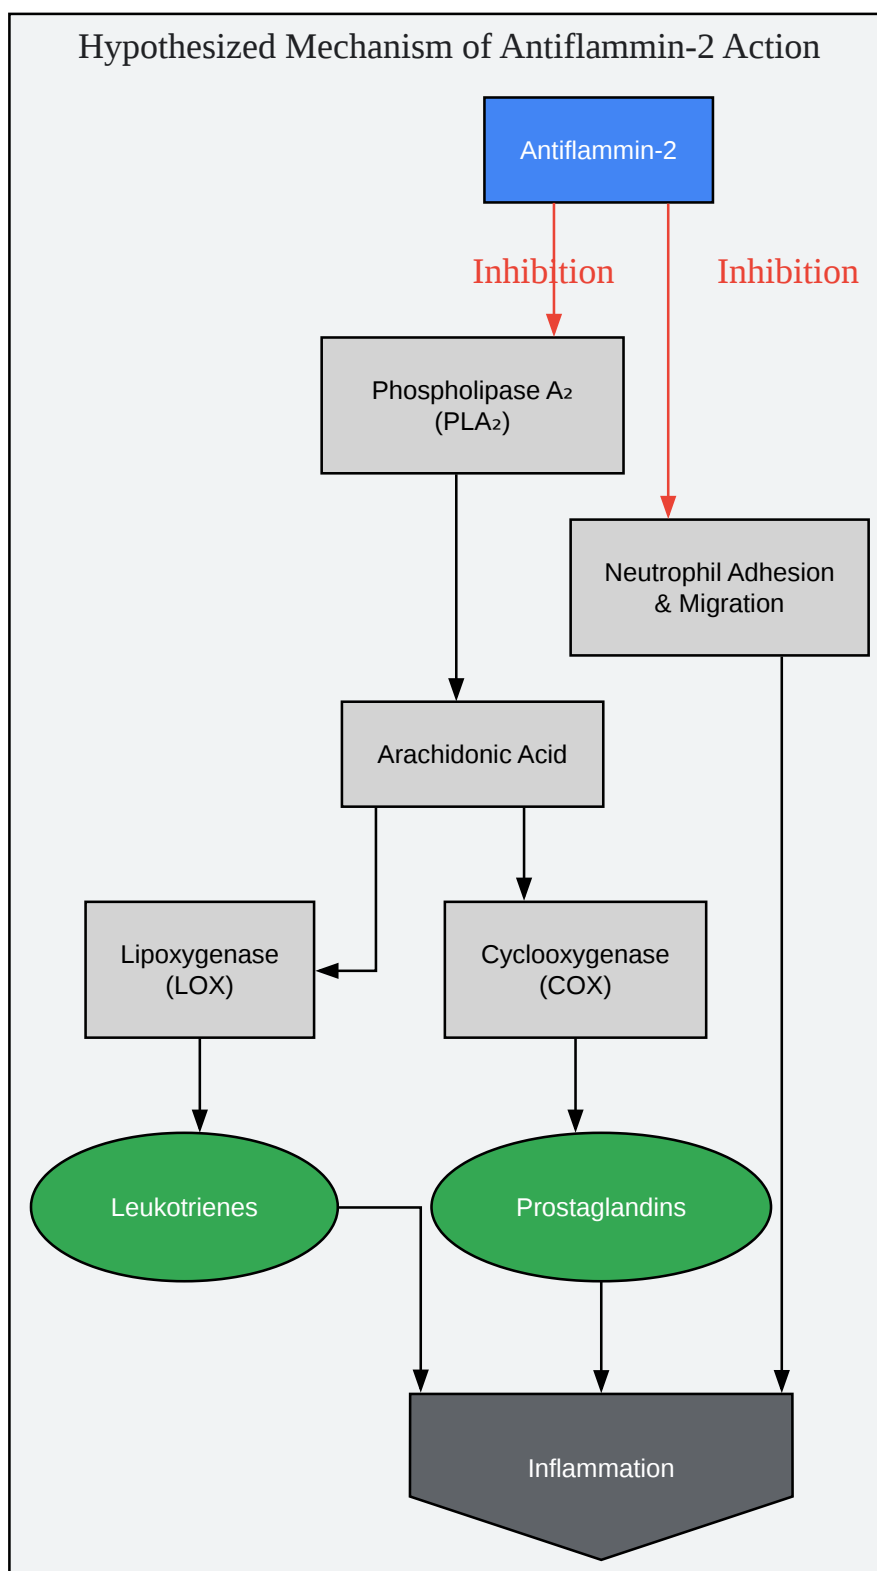 Hypothesized Mechanism of Antiflammin-2 Action
Antiflammin-2
Inhibition
Inhibition
Phospholipase A₂
(PLA₂)
Neutrophil Adhesion
& Migration
Arachidonic Acid
Lipoxygenase
(LOX)
Cyclooxygenase
(COX)
Leukotrienes
Prostaglandins
Inflammation